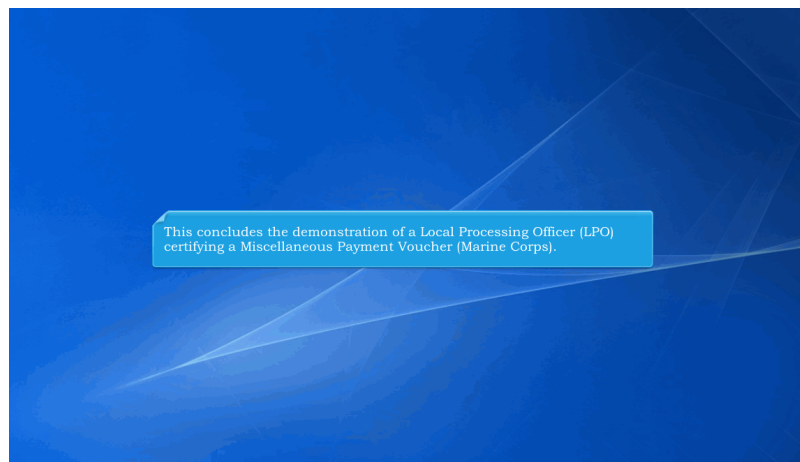 This concludes the demonstration of a Local Processing Officer (LPO)
certifying a Miscellaneous Payment Voucher (Marine Corps).